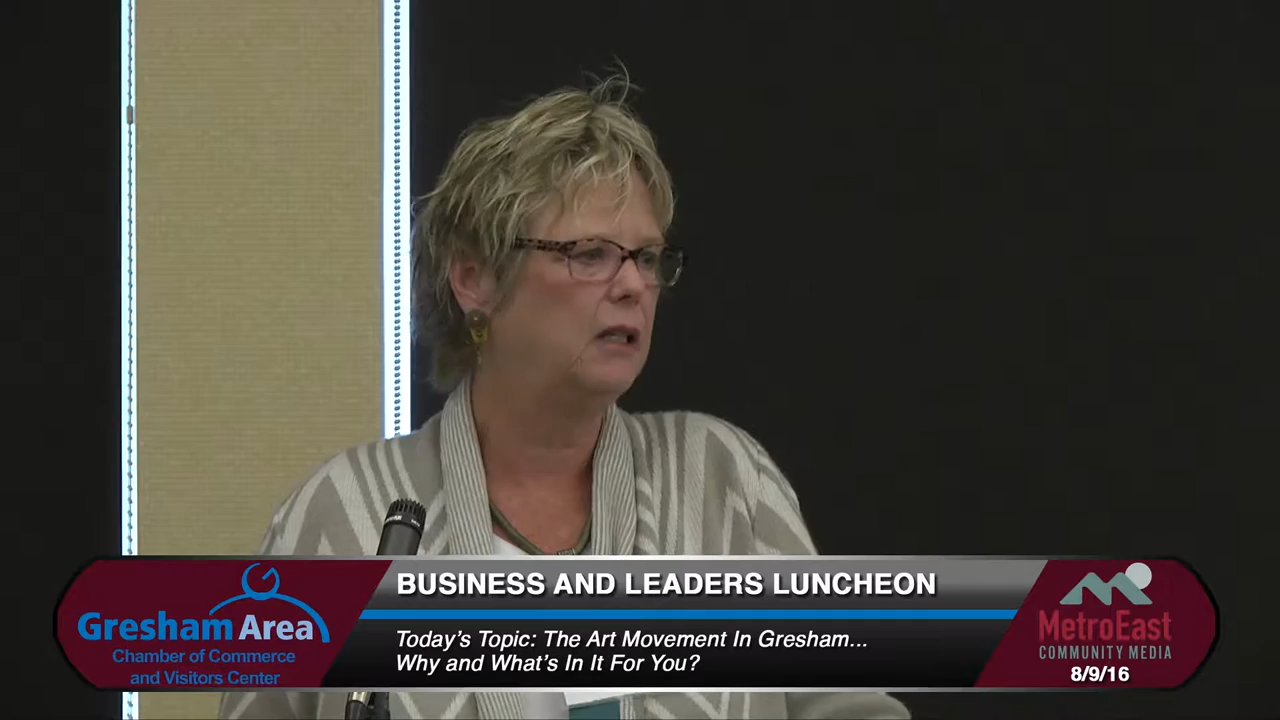 BUSINESS AND LEADERS LUNCHEON
Gresham Area
Chamber of Commerce
and Visitors Center
Today's Topic: The Art Movement In Gresham...
Why and What's In It For You?
MetroEast
COMMUNITY MEDIA
8/9/16